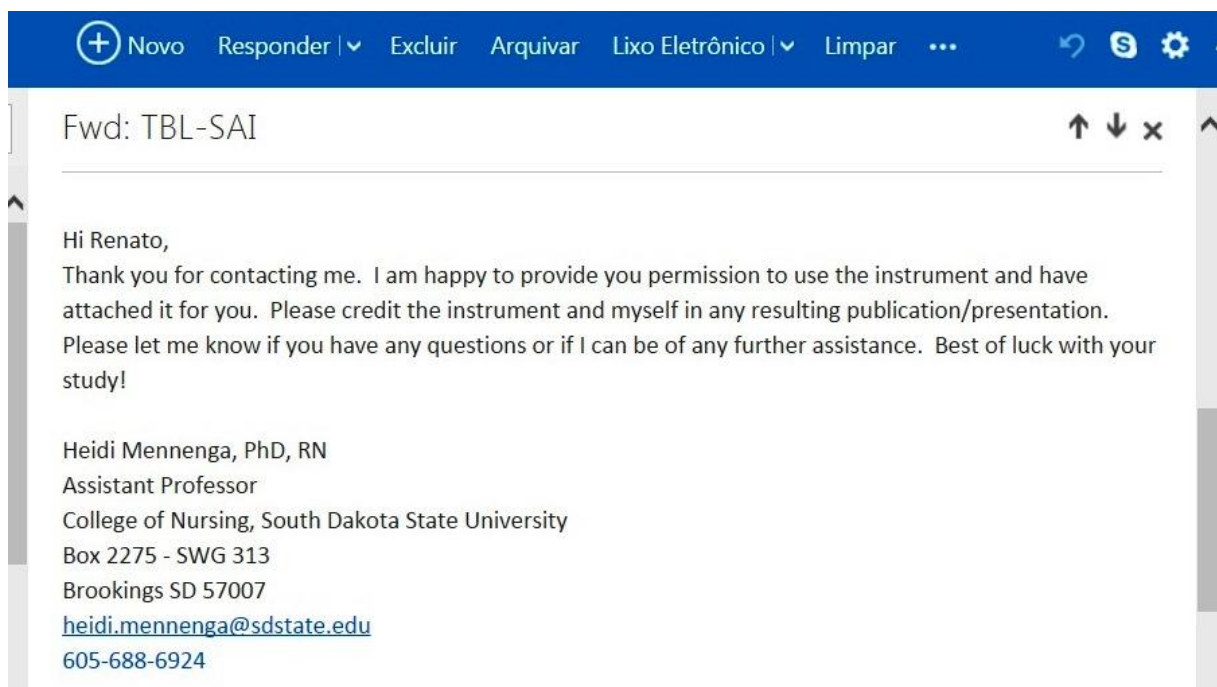 Novo Responder Excluir Arquivar Lixo Eletrônico Limpar •••
Fwd: TBL-SAI
Hi Renato,
Thank you for contacting me.  I am happy to provide you permission to use the instrument and have
attached it for you.  Please credit the instrument and myself in any resulting publication/presentation.
Please let me know if you have any questions or if I can be of any further assistance.  Best of luck with your
study!
Heidi Mennenga, PhD, RN
Assistant Professor
College of Nursing, South Dakota State University
Box 2275 - SWG 313
Brookings SD 57007
heidi.mennenga@sdstate.edu
605-688-6924